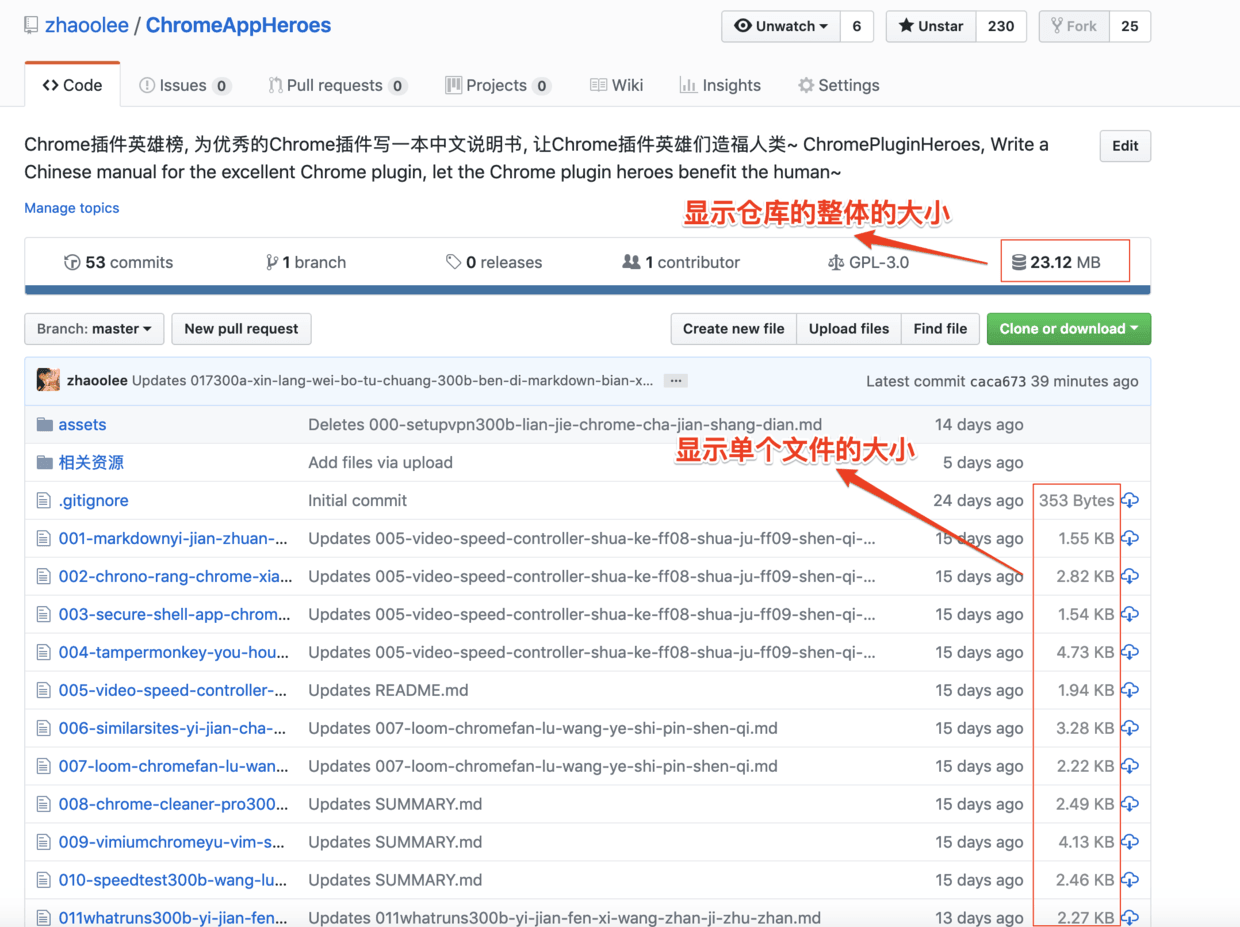 zhaoolee / ChromeAppHeroes
Unwatch 6 Unstar 230 Fork 25
Code Issues 0 Pull requests 0 Projects 0 Wiki Insights Settings
Chrome插件英雄榜, 为优秀的Chrome插件写一本中文说明书, 让Chrome插件英雄们造福人类~ ChromePluginHeroes, Write a
Chinese manual for the excellent Chrome plugin, let the Chrome plugin heroes benefit the human~
Edit
Manage topics
显示仓库的整体的大小
53 commits 1 branch 0 releases 1 contributor GPL-3.0 23.12 MB
Branch: master New pull request Create new file Upload files Find file Clone or download
zhaoolee Updates 017300a-xin-lang-wei-bo-tu-chuang-300b-ben-di-markdown-bian-x... ... Latest commit caca673 39 minutes ago
assets Deletes 000-setupvpn300b-lian-jie-chrome-cha-jian-shang-dian.md 14 days ago
显示单个文件的大小
相关资源 Add files via upload 5 days ago
.gitignore Initial commit 24 days ago 353 Bytes
001-markdownyi-jian-zhuan-... Updates 005-video-speed-controller-shua-ke-ff08-shua-ju-ff09-shen-qi-... 15 days ago 1.55 KB
002-chrono-rang-chrome-xia... Updates 005-video-speed-controller-shua-ke-ff08-shua-ju-ff09-shen-qi-... 15 days ago 2.82 KB
003-secure-shell-app-chrom... Updates 005-video-speed-controller-shua-ke-ff08-shua-ju-ff09-shen-qi-... 15 days ago 1.54 KB
004-tampermonkey-you-hou... Updates 005-video-speed-controller-shua-ke-ff08-shua-ju-ff09-shen-qi-... 15 days ago 4.73 KB
005-video-speed-controller-... Updates README.md 15 days ago 1.94 KB
006-similarsites-yi-jian-cha-... Updates 007-loom-chromefan-lu-wang-ye-shi-pin-shen-qi.md 15 days ago 3.28 KB
007-loom-chromefan-lu-wan... Updates 007-loom-chromefan-lu-wang-ye-shi-pin-shen-qi.md 15 days ago 2.22 KB
008-chrome-cleaner-pro300... Updates SUMMARY.md 15 days ago 2.49 KB
009-vimiumchromeyu-vim-s... Updates SUMMARY.md 15 days ago 4.13 KB
010-speedtest300b-wang-lu... Updates SUMMARY.md 15 days ago 2.46 KB
011whatruns300b-yi-jian-fen... Updates 011whatruns300b-yi-jian-fen-xi-wang-zhan-ji-zhu-zhan.md 13 days ago 2.27 KB